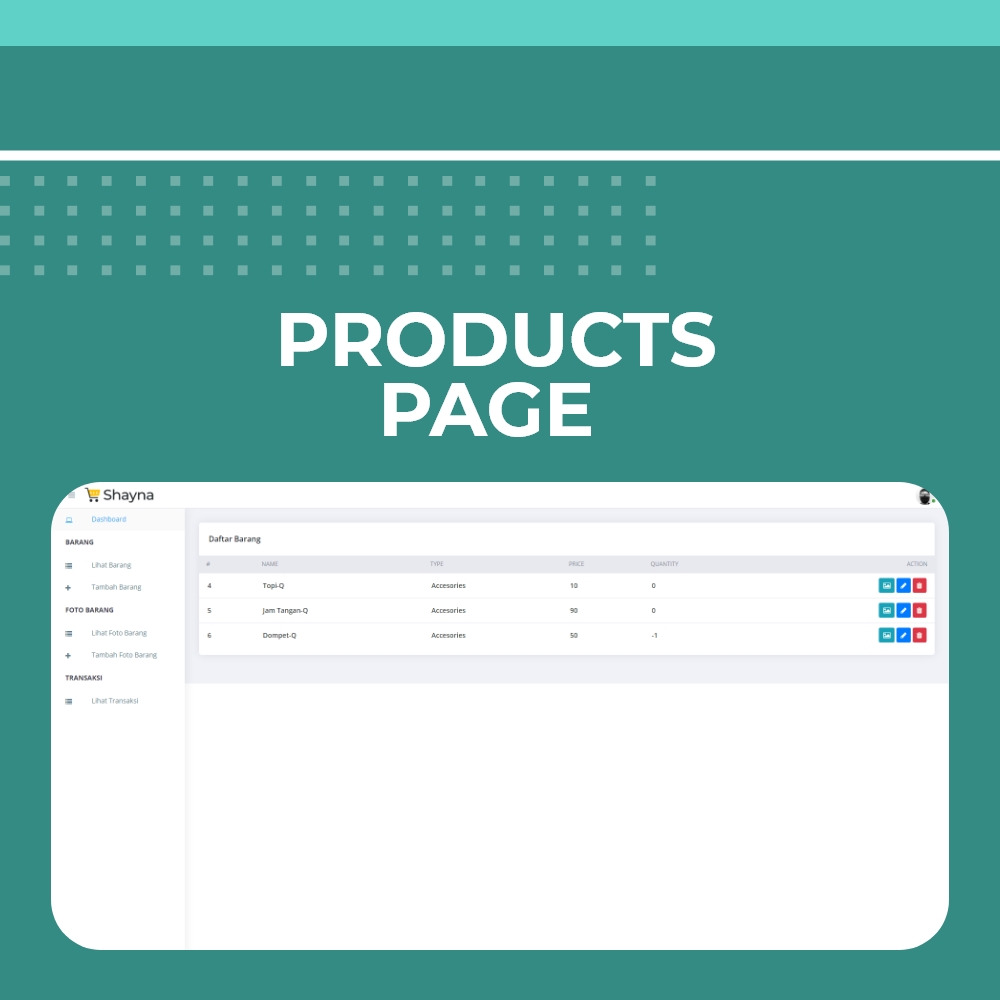 PRODUCTS
PAGE
Shayna
Dashboard
BARANG
Lihat Barang
Tambah Barang
FOTO BARANG
Lihat Foto Barang
Tambah Foto Barang
TRANSAKSI
Lihat Transaksi
Daftar Barang
# NAME TYPE PRICE QUANTITY ACTION
4 Topi-Q Accesories 10 0
5 Jam Tangan-Q Accesories 90 0
6 Dompet-Q Accesories 50 -1